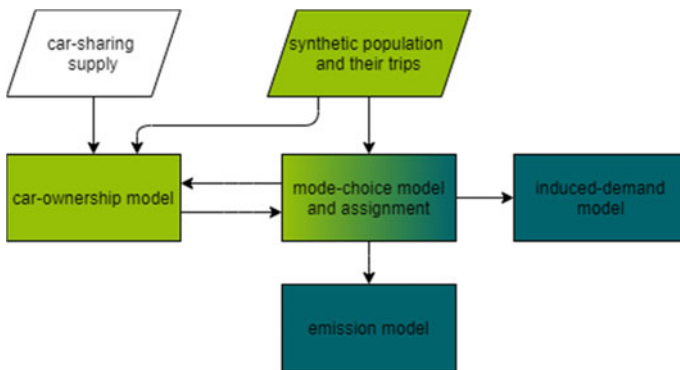 car-sharing
supply
synthetic population
and their trips
car-ownership model
mode-choice model
and assignment
induced-demand
model
emission model